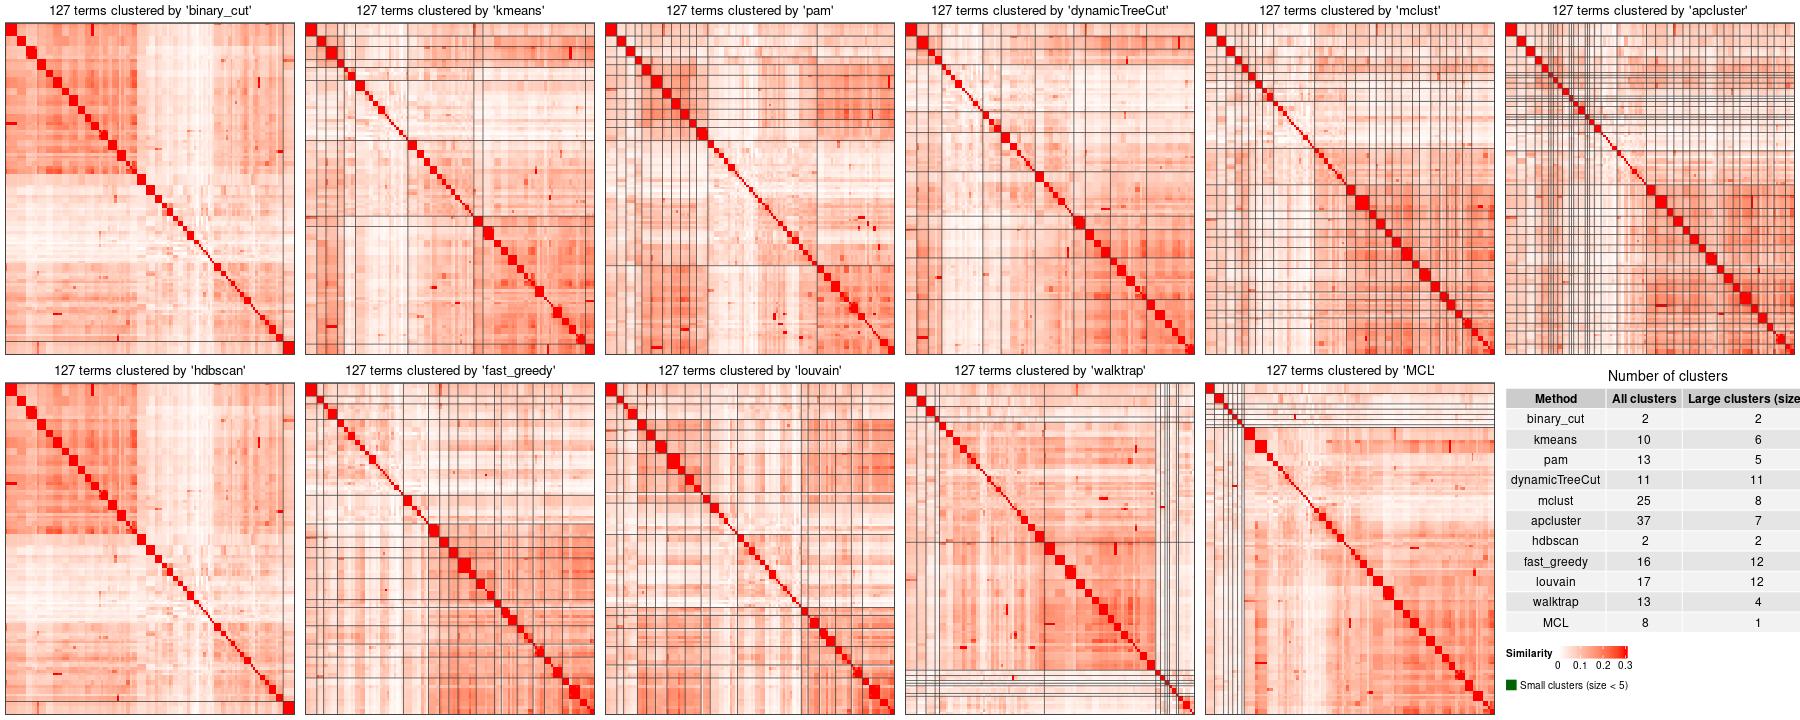 127 terms clustered by 'binary_cut'
127 terms clustered by 'kmeans'
127 terms clustered by 'pam'
127 terms clustered by 'dynamicTreeCut'
127 terms clustered by 'mclust'
127 terms clustered by 'apcluster'
127 terms clustered by 'hdbscan'
127 terms clustered by 'fast_greedy'
127 terms clustered by 'louvain'
127 terms clustered by 'walktrap'
127 terms clustered by 'MCL'
Number of clusters
Method All clusters Large clusters (size
binary_cut 2 2
kmeans 10 6
pam 13 5
dynamicTreeCut 11 11
mclust 25 8
apcluster 37 7
hdbscan 2 2
fast_greedy 16 12
louvain 17 12
walktrap 13 4
MCL 8 1
Similarity
0 0.1 0.2 0.3
Small clusters (size < 5)